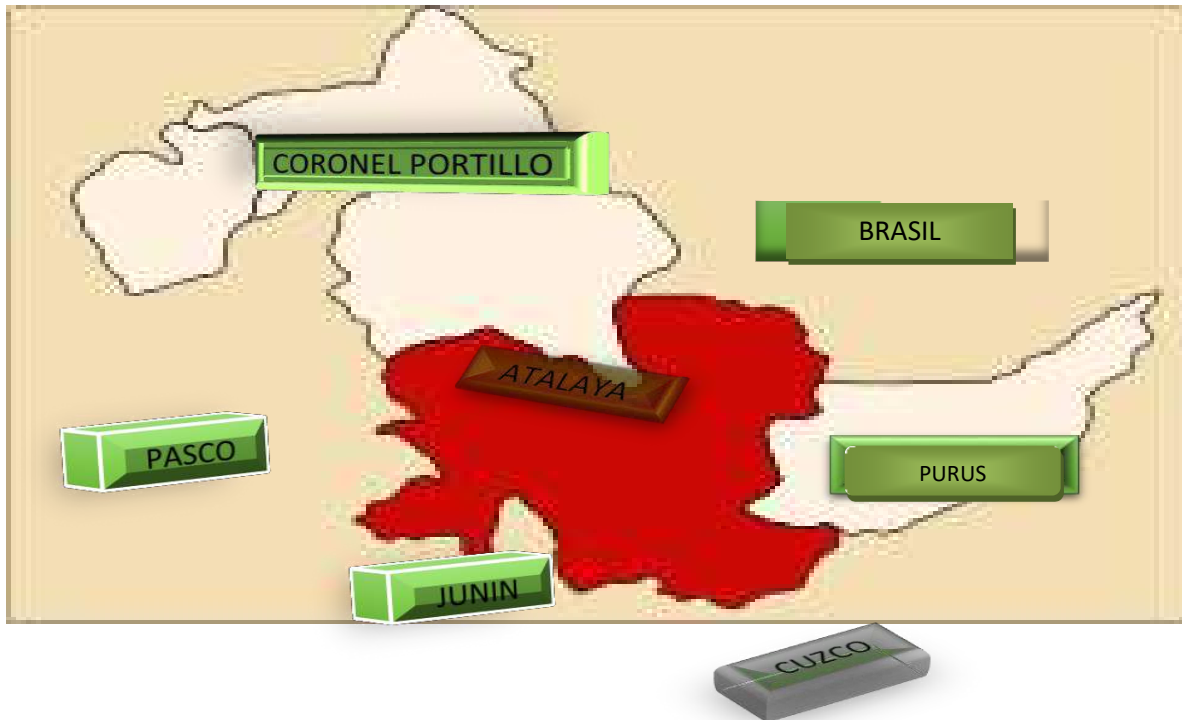 CORONEL PORTILLO
BRASIL
ATALAYA
PASCO
PURUS
JUNIN
CUZCO